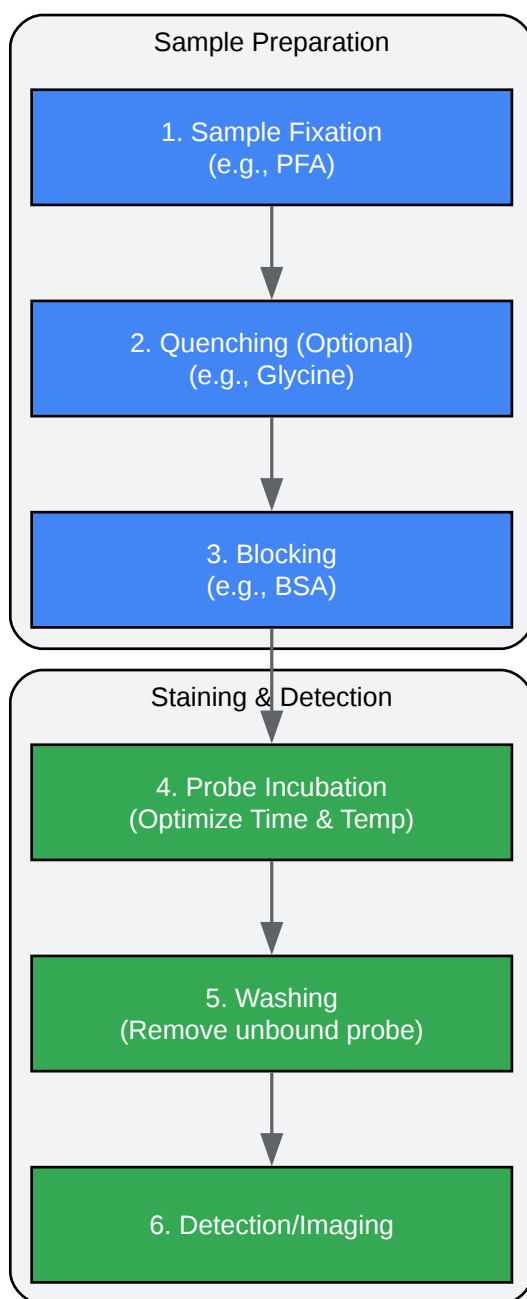 Sample Preparation
1. Sample Fixation
(e.g., PFA)
2. Quenching (Optional)
(e.g., Glycine)
3. Blocking
(e.g., BSA)
Staining & Detection
4. Probe Incubation
(Optimize Time & Temp)
5. Washing
(Remove unbound probe)
6. Detection/Imaging